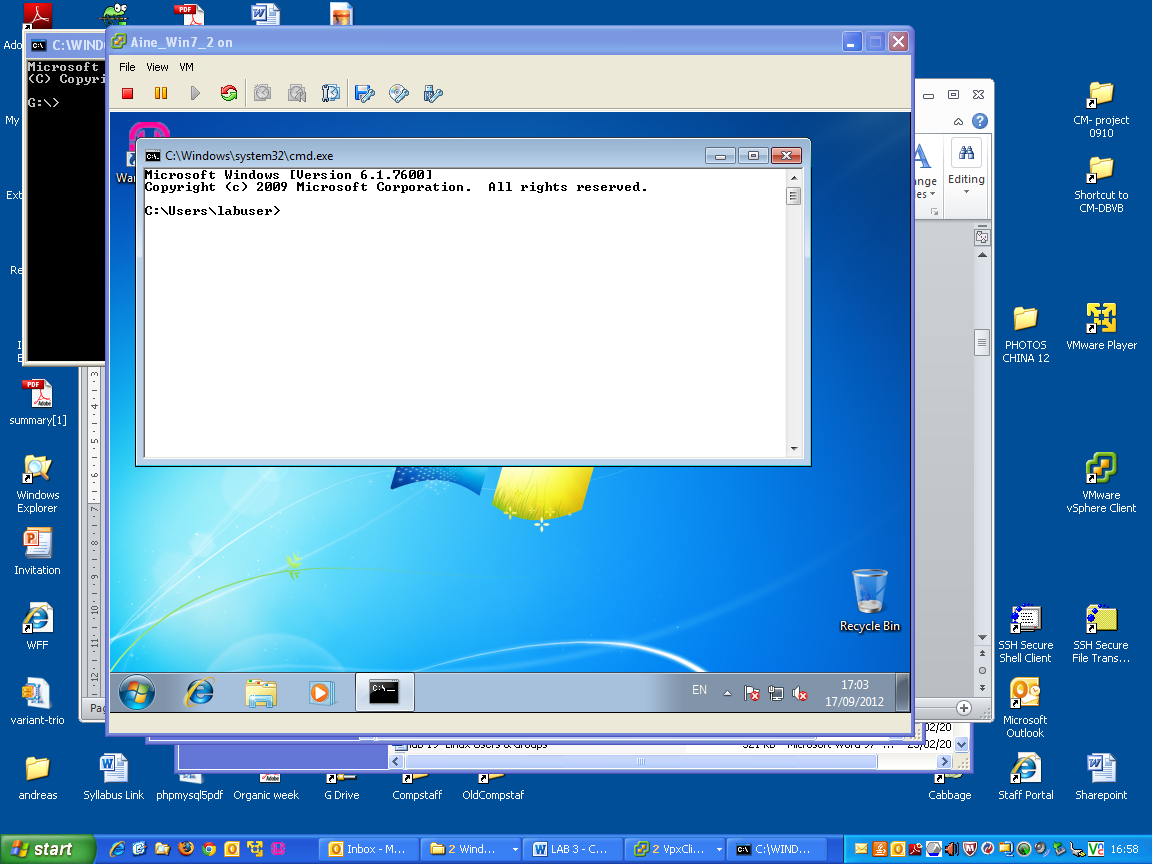 Aine_Win7_2 on
File View VM
C:\Windows\system32\cmd.exe
Microsoft Windows [Version 6.1.7600]
Copyright (c) 2009 Microsoft Corporation.  All rights reserved.
C:\Users\labuser>
Recycle Bin
EN
17:03
17/09/2012
C:\WIND
Microsoft
(C) Copyri
G:\>
Editing
CM- project
0910
Shortcut to
CM-DBVB
PHOTOS
CHINA 12
VMware Player
VMware
vSphere Client
SSH Secure
Shell Client
SSH Secure
File Trans...
Microsoft
Outlook
My
summary[1]
Windows
Explorer
Invitation
WFF
variant-trio
andreas
Syllabus Link
phpmysql5pdf
Organic week
G Drive
Compstaff
OldCompstaf
Cabbage
Staff Portal
Sharepoint
start
Inbox - M...
2 Wind...
LAB 3 - C...
2 VpxCli...
C:\WIND...
16:58